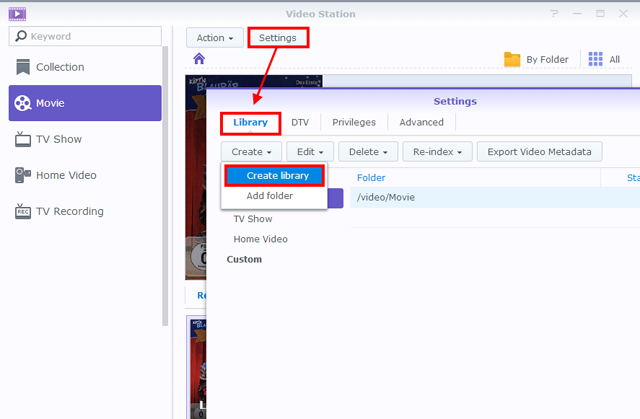 Video Station
Keyword
Action Settings
Collection
By Folder All
Movie
Settings
Library DTV Privileges Advanced
TV Show
Create Edit Delete Re-index Export Video Metadata
Home Video
Create library
Folder Sta
Add folder
/video/Movie
TV Recording
REC
TV Show
Home Video
Custom
Re